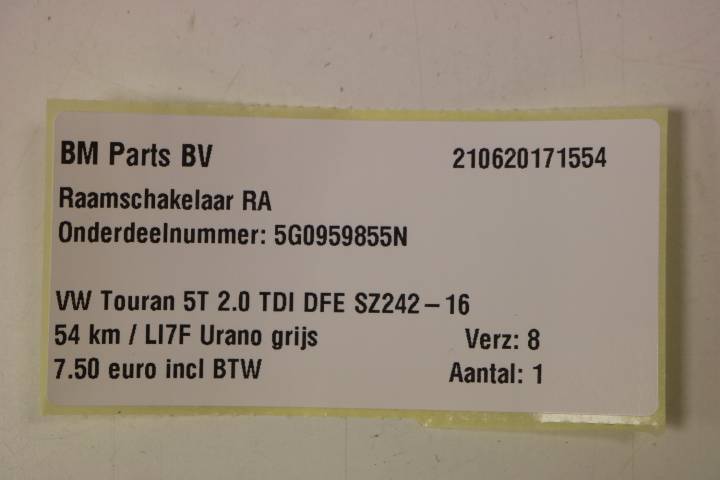 BM Parts BV 210620171554
Raamschakelaar RA
Onderdeelnummer: 5G0959855N
VW Touran 5T 2.0 TDI DFE SZ242-16
54 km / LI7F Urano grijs Verz: 8
7.50 euro incl BTW Aantal: 1